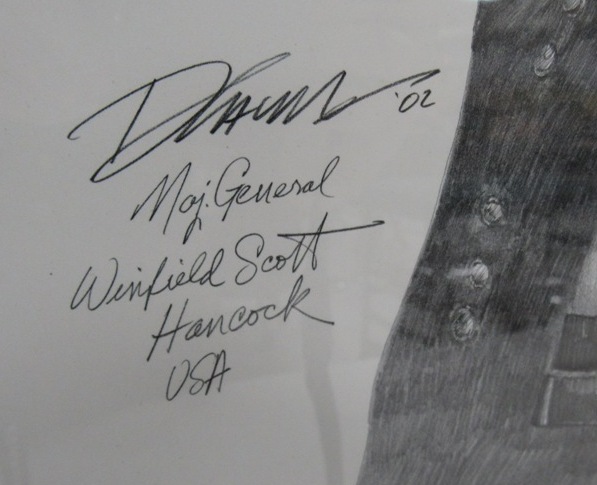 '02
Maj. General
Winfield Scott
Hancock
USA